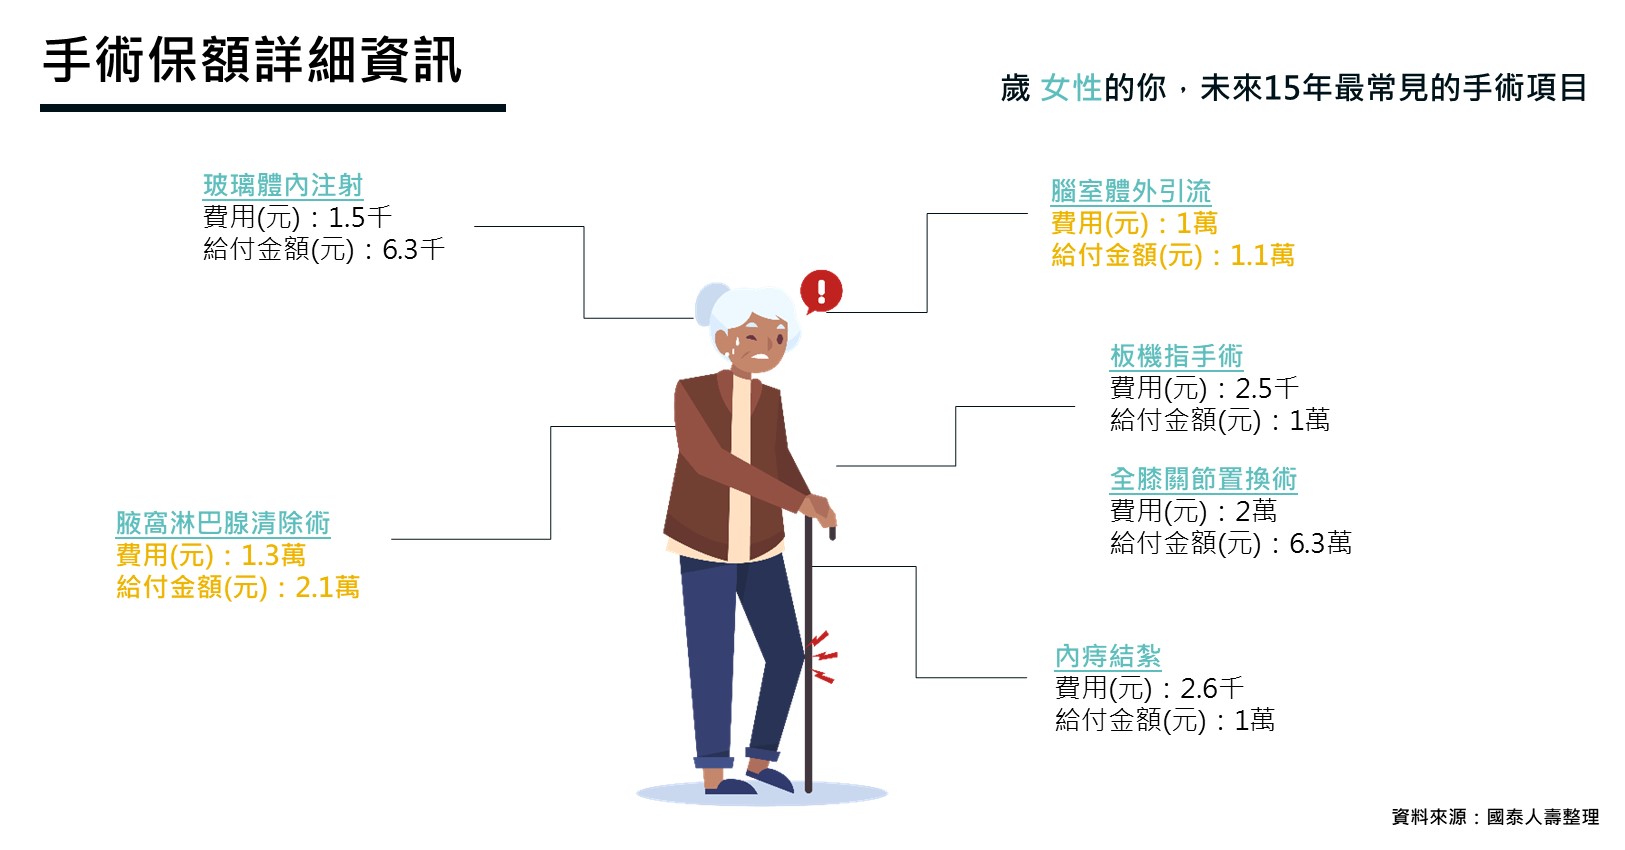 手術保額詳細資訊
歲 女性的你，未來15年最常見的手術項目
玻璃體內注射
費用(元)：1.5千
給付金額(元)：6.3千
腦室體外引流
費用(元)：1萬
給付金額(元)：1.1萬
板機指手術
費用(元)：2.5千
給付金額(元)：1萬
全膝關節置換術
費用(元)：2萬
給付金額(元)：6.3萬
腋窩淋巴腺清除術
費用(元)：1.3萬
給付金額(元)：2.1萬
內痔結紮
費用(元)：2.6千
給付金額(元)：1萬
資料來源：國泰人壽整理